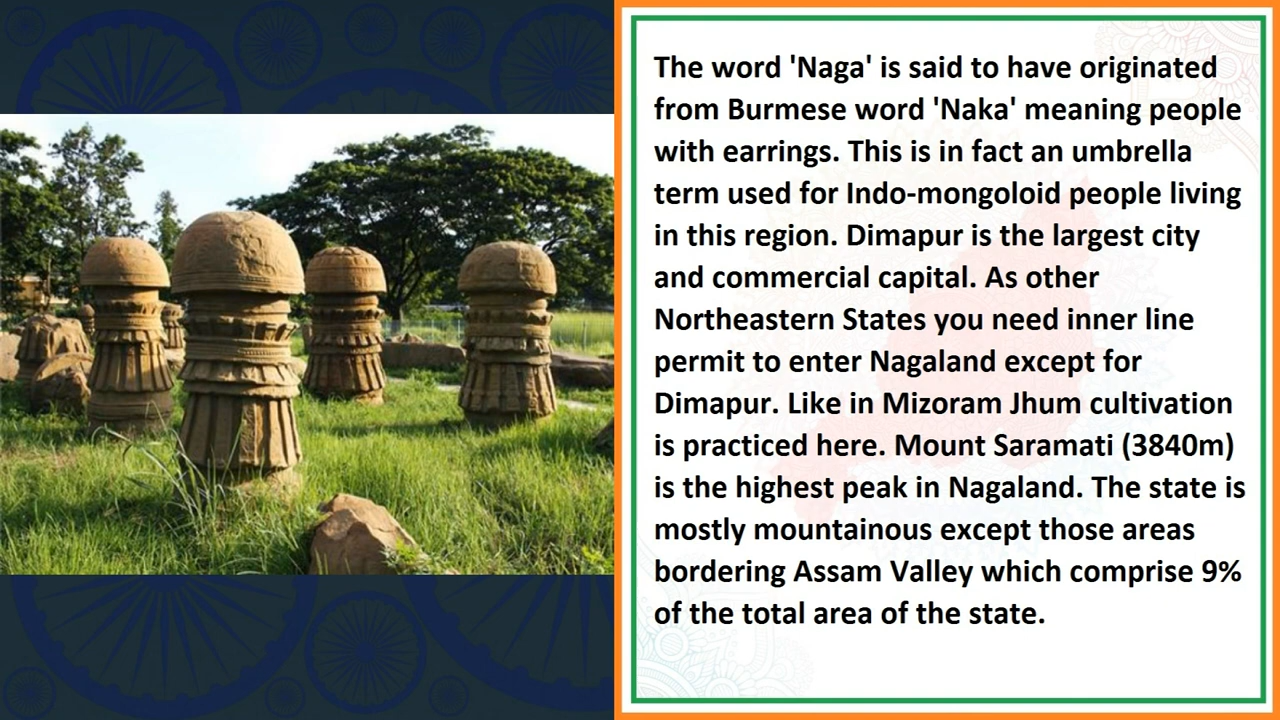 The word 'Naga' is said to have originated
from Burmese word 'Naka' meaning people
with earrings. This is in fact an umbrella
term used for Indo-mongoloid people living
in this region. Dimapur is the largest city
and commercial capital. As other
Northeastern States you need inner line
permit to enter Nagaland except for
Dimapur. Like in Mizoram Jhum cultivation
is practiced here. Mount Saramati (3840m)
is the highest peak in Nagaland. The state is
mostly mountainous except those areas
bordering Assam Valley which comprise 9%
of the total area of the state.